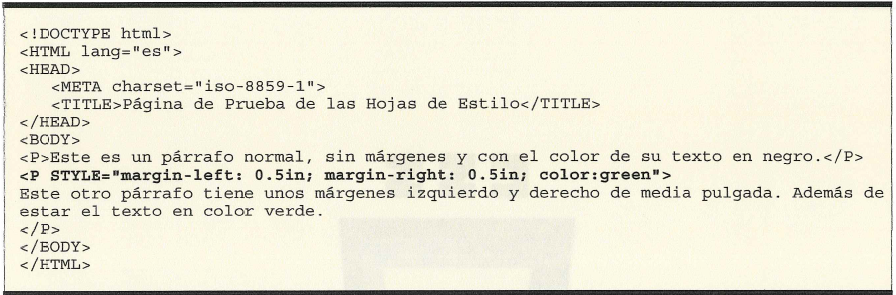 <!DOCTYPE html>
<HTML lang="es">
<HEAD>
<META charset="iso-8859-1">
<TITLE>Página de Prueba de las Hojas de Estilo</TITLE>
</HEAD>
<BODY>
<P>Este es un párrafo normal, sin márgenes y con el color de su texto en negro.</P>
<P STYLE="margin-left: 0.5in; margin-right: 0.5in; color:green">
Este otro párrafo tiene unos márgenes izquierdo y derecho de media pulgada. Además de
estar el texto en color verde.
</P>
</BODY>
</HTML>